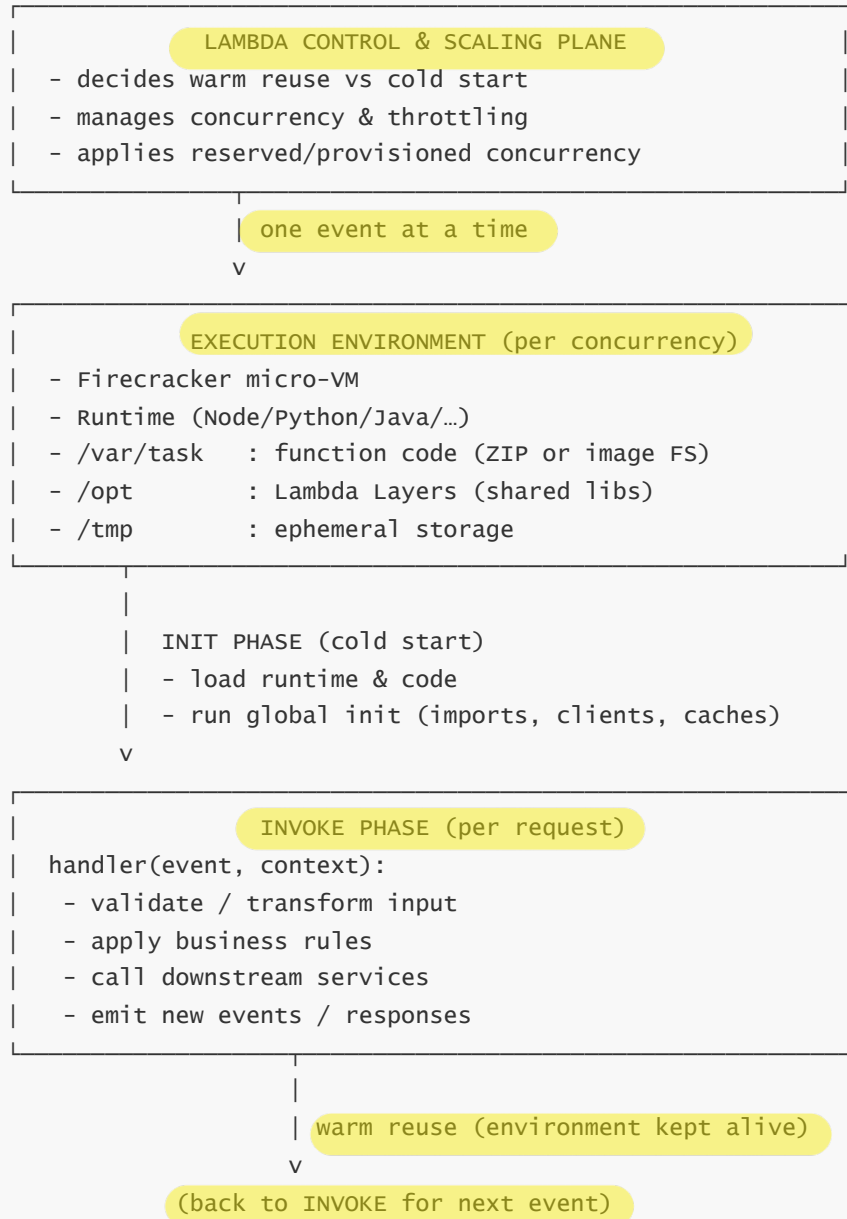 LAMBDA CONTROL & SCALING PLANE
- decides warm reuse vs cold start
- manages concurrency & throttling
- applies reserved/provisioned concurrency
one event at a time
v
EXECUTION ENVIRONMENT (per concurrency)
- Firecracker micro-VM
- Runtime (Node/Python/Java/…)
- /var/task   : function code (ZIP or image FS)
- /opt        : Lambda Layers (shared libs)
- /tmp        : ephemeral storage
INIT PHASE (cold start)
- load runtime & code
- run global init (imports, clients, caches)
v
INVOKE PHASE (per request)
handler(event, context):
- validate / transform input
- apply business rules
- call downstream services
- emit new events / responses
warm reuse (environment kept alive)
v
(back to INVOKE for next event)